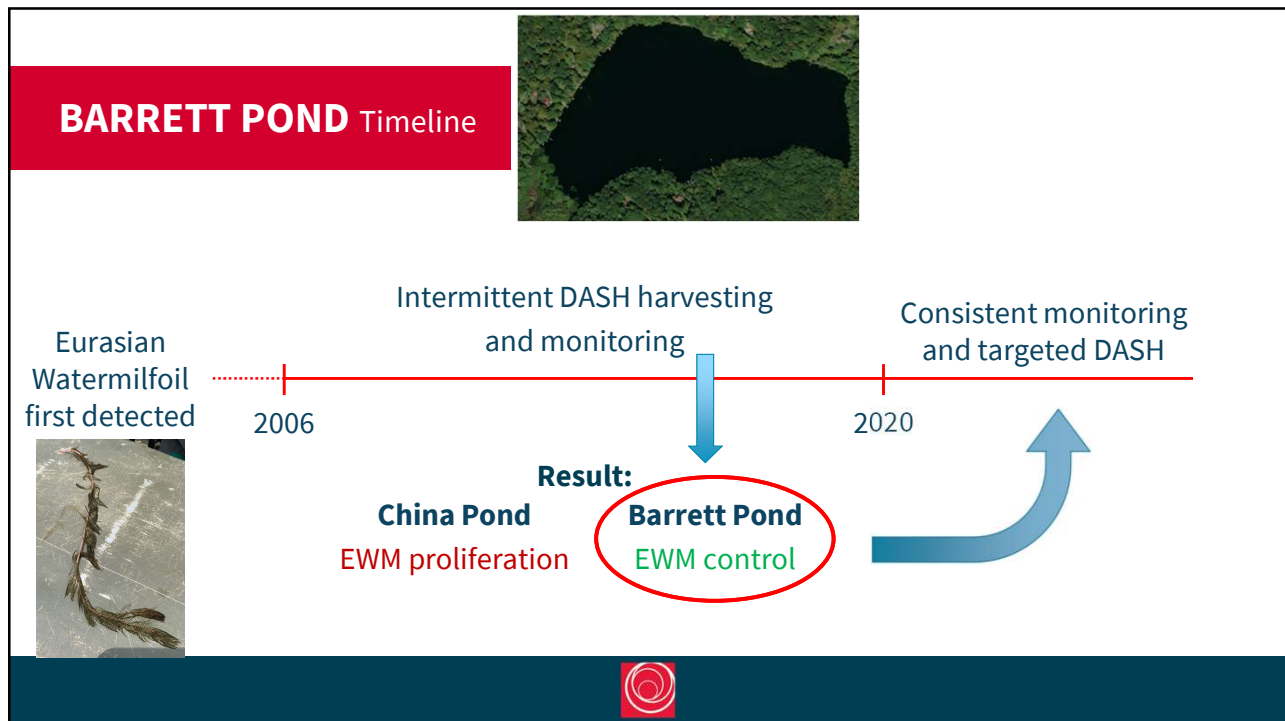 BARRETT POND Timeline
Intermittent DASH harvesting
and monitoring
Consistent monitoring
and targeted DASH
Eurasian
Watermilfoil
first detected
2006
2020
Result:
China Pond
EWM proliferation
Barrett Pond
EWM control